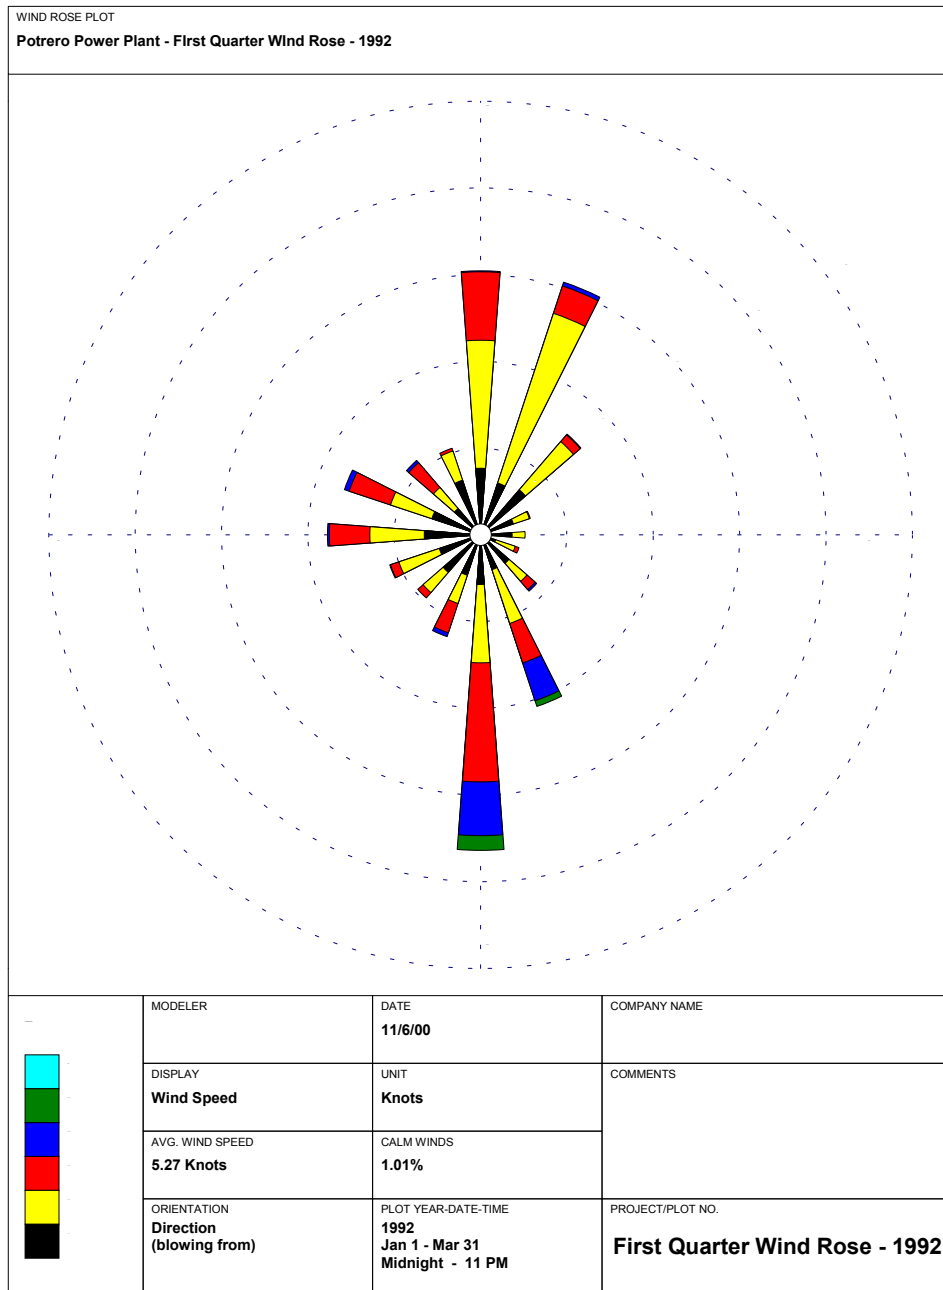 WIND ROSE PLOT
Potrero Power Plant - FIrst Quarter WInd Rose - 1992
MODELER
DATE
11/6/00
COMPANY NAME
DISPLAY
Wind Speed
UNIT
Knots
COMMENTS
AVG. WIND SPEED
5.27 Knots
CALM WINDS
1.01%
ORIENTATION
Direction
(blowing from)
PLOT YEAR-DATE-TIME
1992
Jan 1 - Mar 31
Midnight - 11 PM
PROJECT/PLOT NO.
First Quarter Wind Rose - 1992